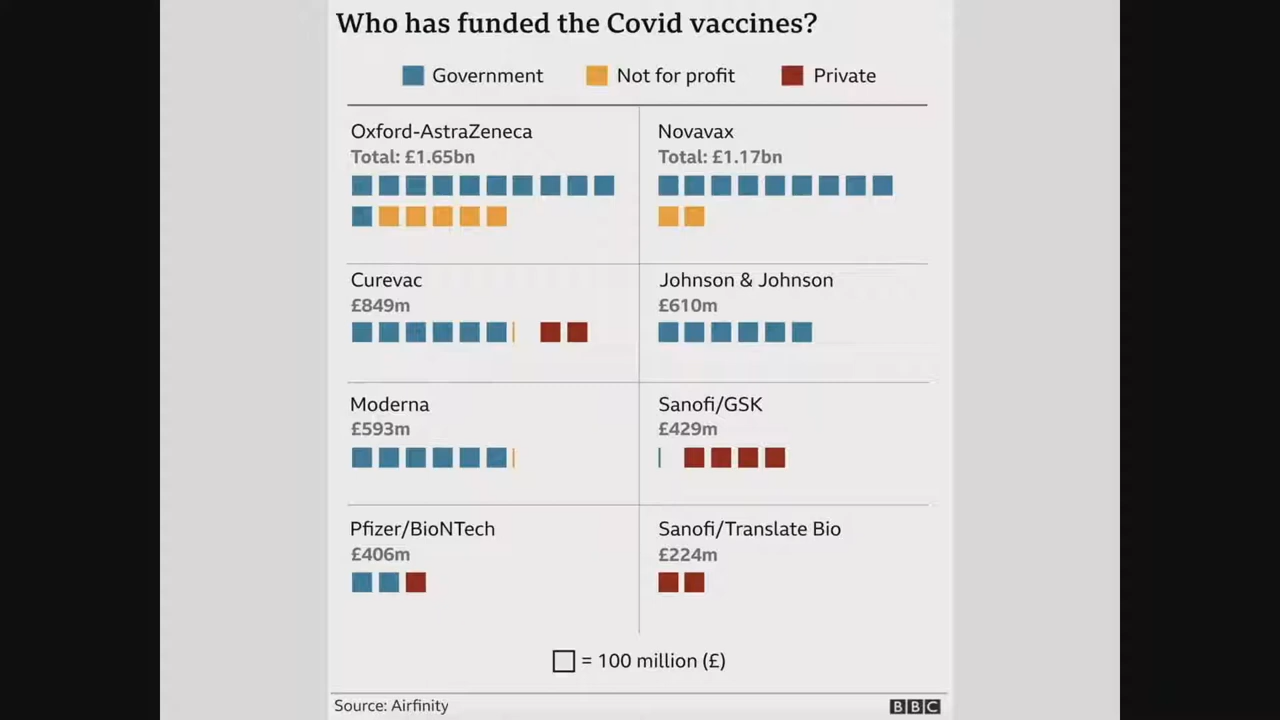 Who has funded the Covid vaccines?
Government Not for profit Private
Oxford-AstraZeneca
Total: £1.65bn
Novavax
Total: £1.17bn
Curevac
£849m
Johnson & Johnson
£610m
Moderna
£593m
Sanofi/GSK
£429m
Pfizer/BioNTech
£406m
Sanofi/Translate Bio
£224m
= 100 million (£)
Source: Airfinity
BBC